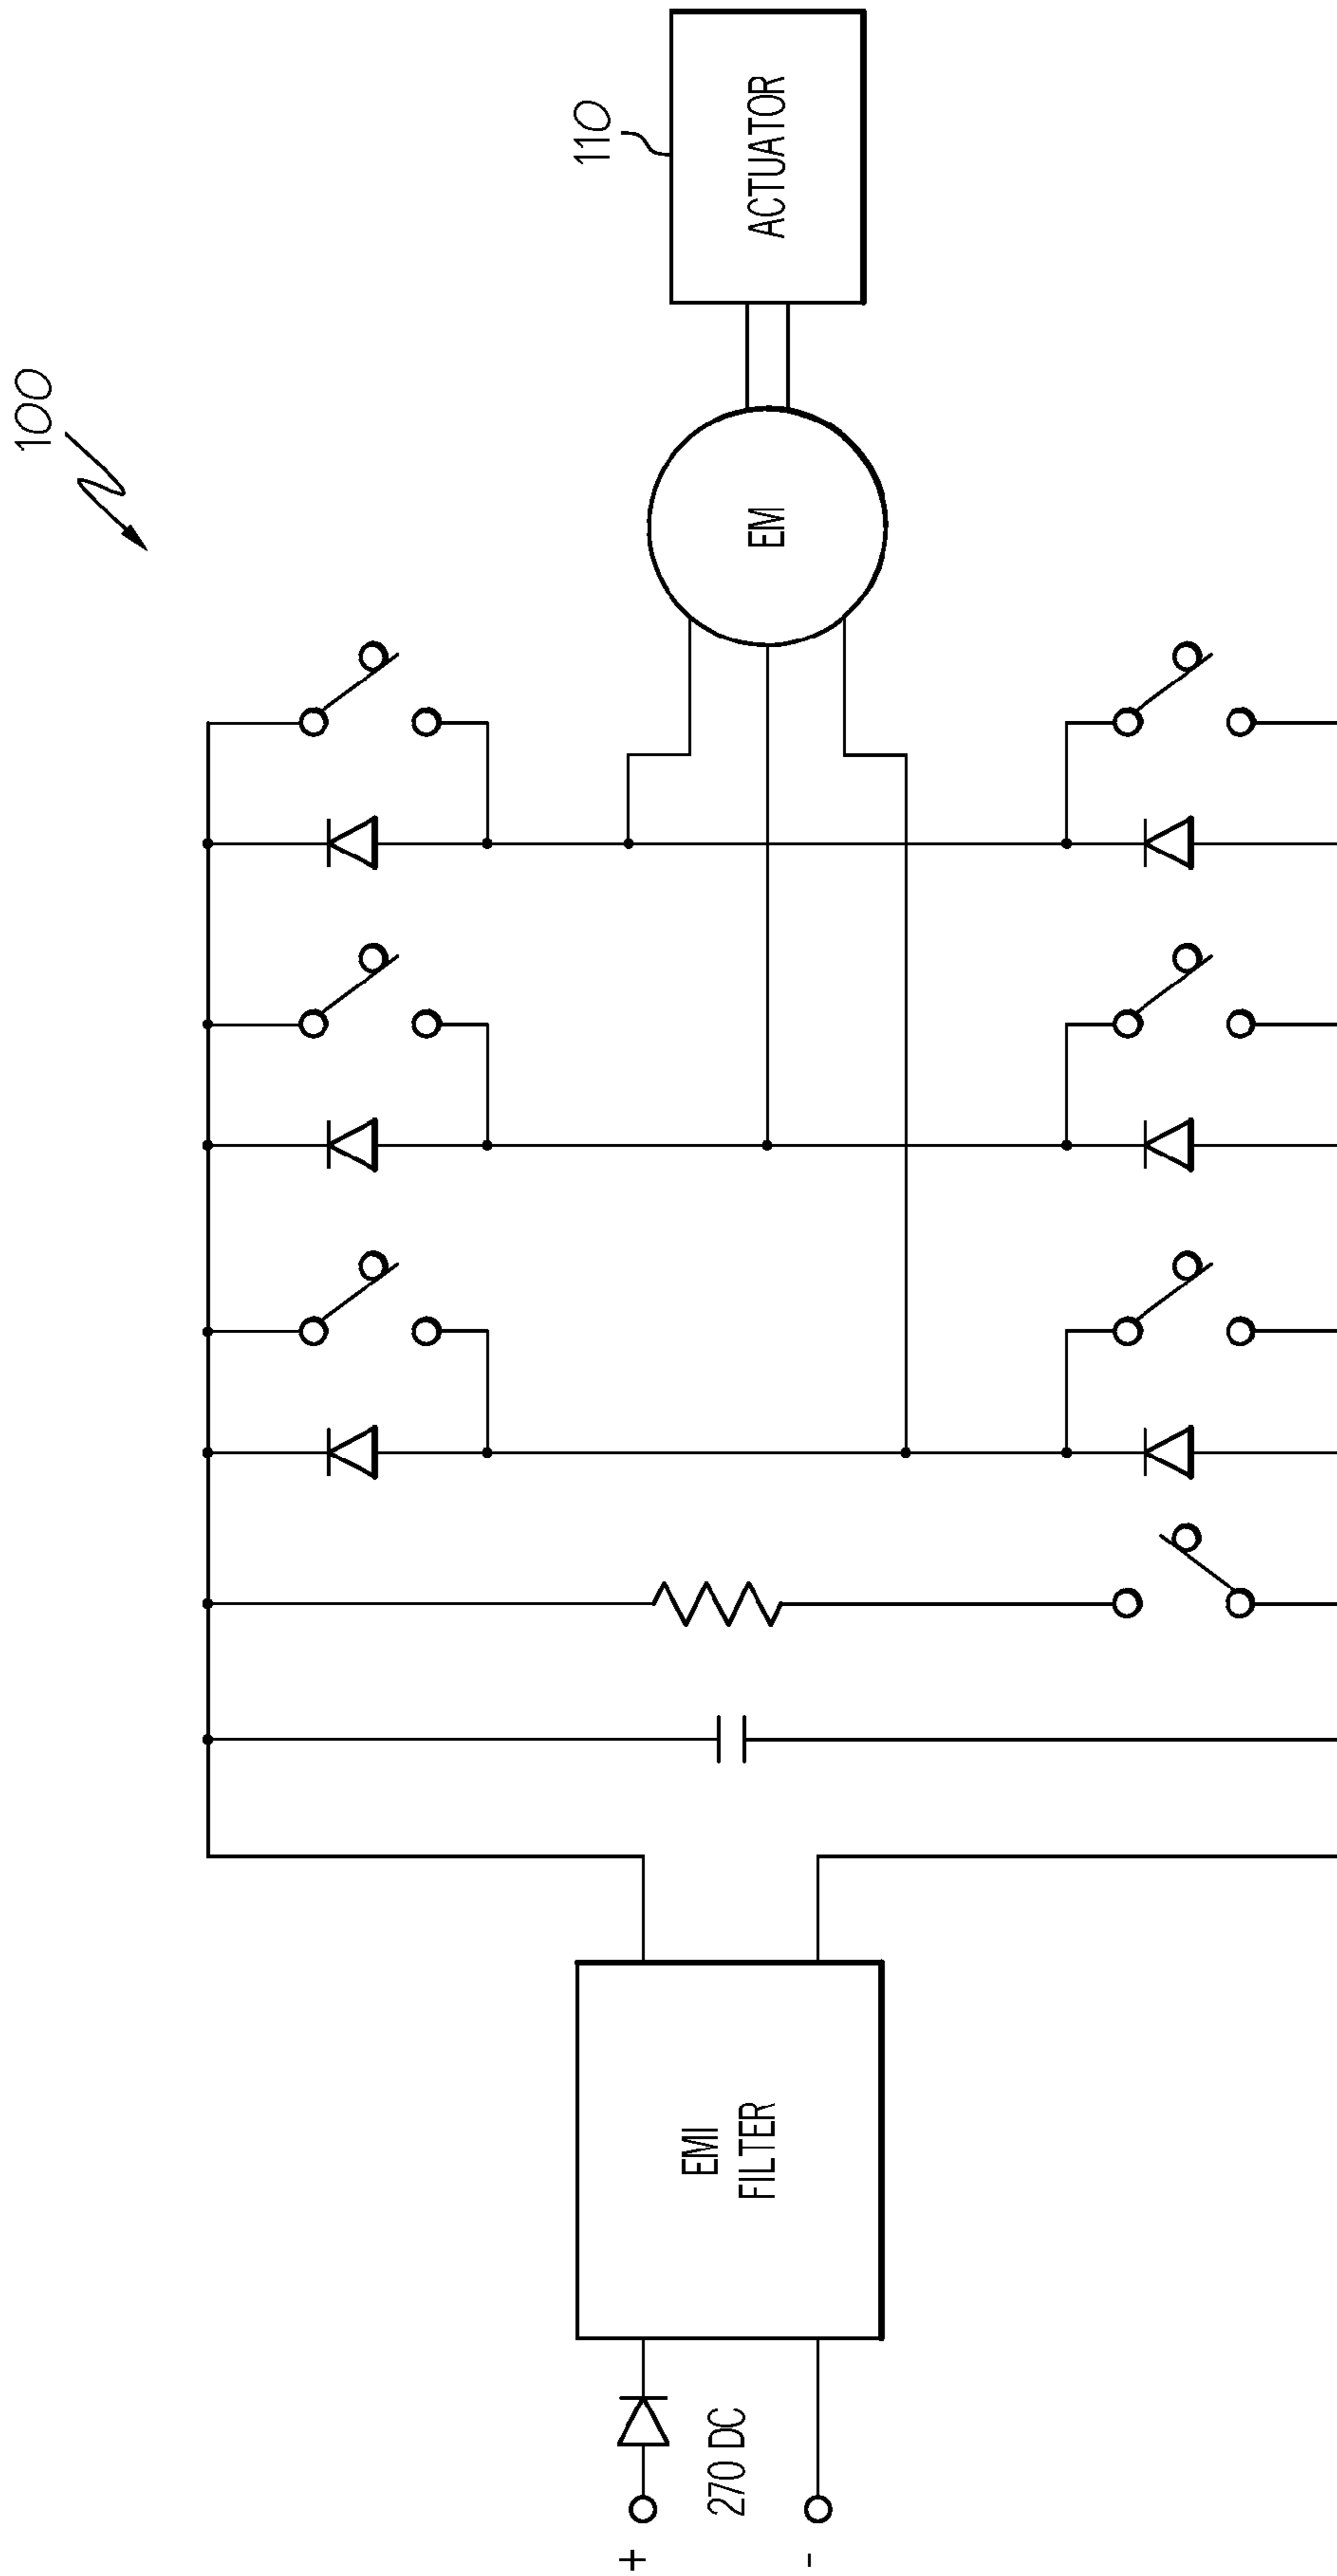 100
110
ACTUATOR
EM
EMI
FILTER
+
270 DC
-